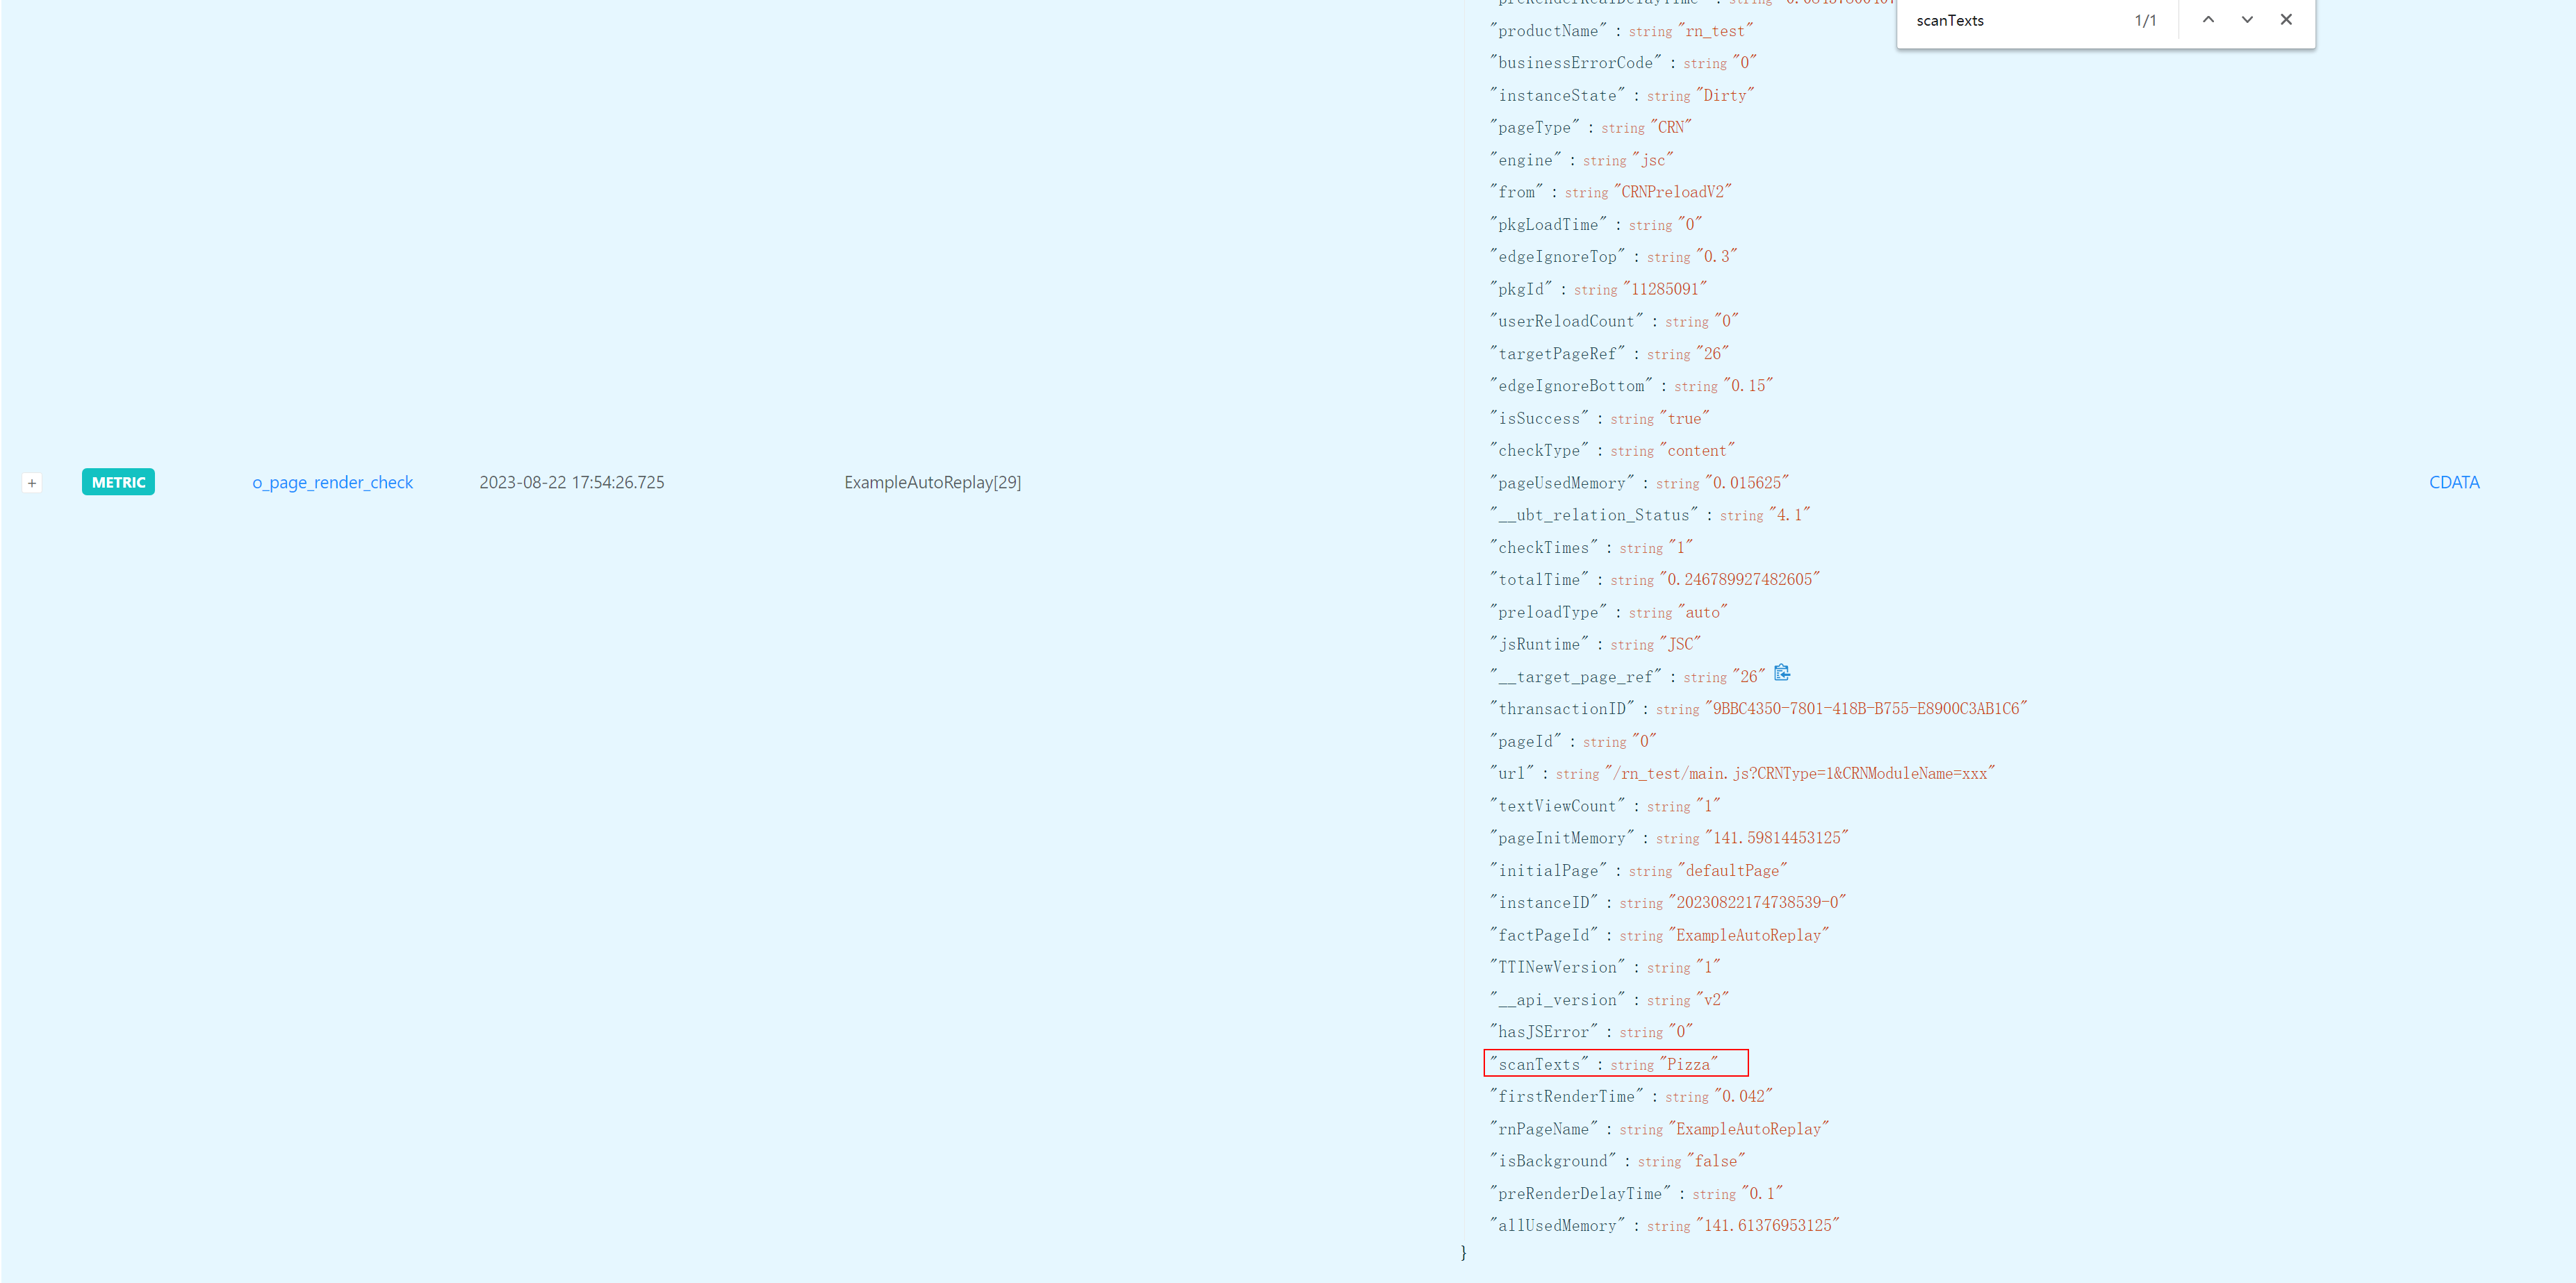 scanTexts 1/1
"productName" : string "rn_test"
"businessErrorCode" : string "0"
"instanceState" : string "Dirty"
"pageType" : string "CRN"
"engine" : string "jsc"
"from" : string "CRNPreloadV2"
"pkgLoadTime" : string "0"
"edgeIgnoreTop" : string "0.3"
"pkgId" : string "11285091"
"userReloadCount" : string "0"
"targetPageRef" : string "26"
"edgeIgnoreBottom" : string "0.15"
"isSuccess" : string "true"
"checkType" : string "content"
+ METRIC o_page_render_check 2023-08-22 17:54:26.725 ExampleAutoReplay[29] "pageUsedMemory" : string "0.015625" CDATA
"__ubt_relation_Status" : string "4.1"
"checkTimes" : string "1"
"totalTime" : string "0.246789927482605"
"preloadType" : string "auto"
"jsRuntime" : string "JSC"
"__target_page_ref" : string "26"
"thransactionID" : string "9BBC4350-7801-418B-B755-E8900C3AB1C6"
"pageId" : string "0"
"url" : string "/rn_test/main.js?CRNType=1&CRNModuleName=xxx"
"textViewCount" : string "1"
"pageInitMemory" : string "141.59814453125"
"initialPage" : string "defaultPage"
"instanceID" : string "20230822174738539-0"
"factPageId" : string "ExampleAutoReplay"
"TTINewVersion" : string "1"
"__api_version" : string "v2"
"hasJSError" : string "0"
"scanTexts" : string "Pizza"
"firstRenderTime" : string "0.042"
"rnPageName" : string "ExampleAutoReplay"
"isBackground" : string "false"
"preRenderDelayTime" : string "0.1"
"allUsedMemory" : string "141.61376953125"
}